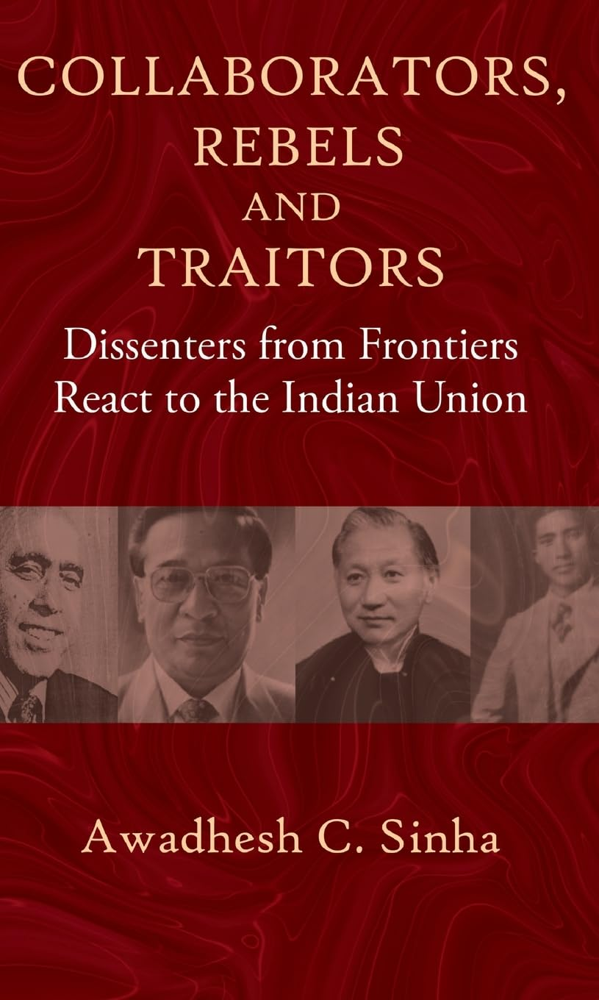 COLLABORATORS,
REBELS
AND
TRAITORS
Dissenters from Frontiers
React to the Indian Union
Awadhesh C. Sinha